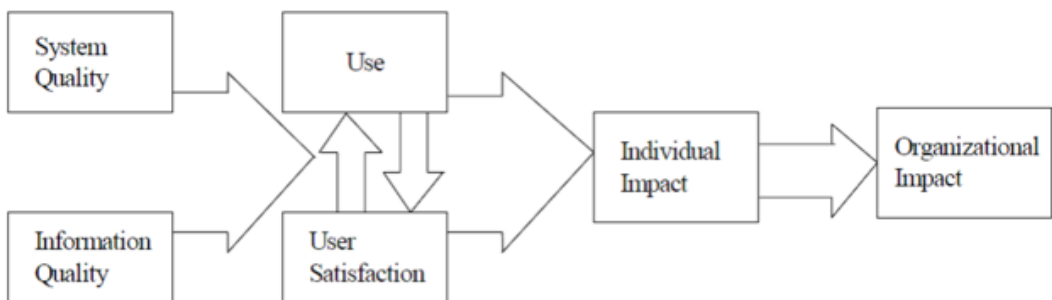 System
Quality
Use
Individual
Impact
Organizational
Impact
Information
Quality
User
Satisfaction